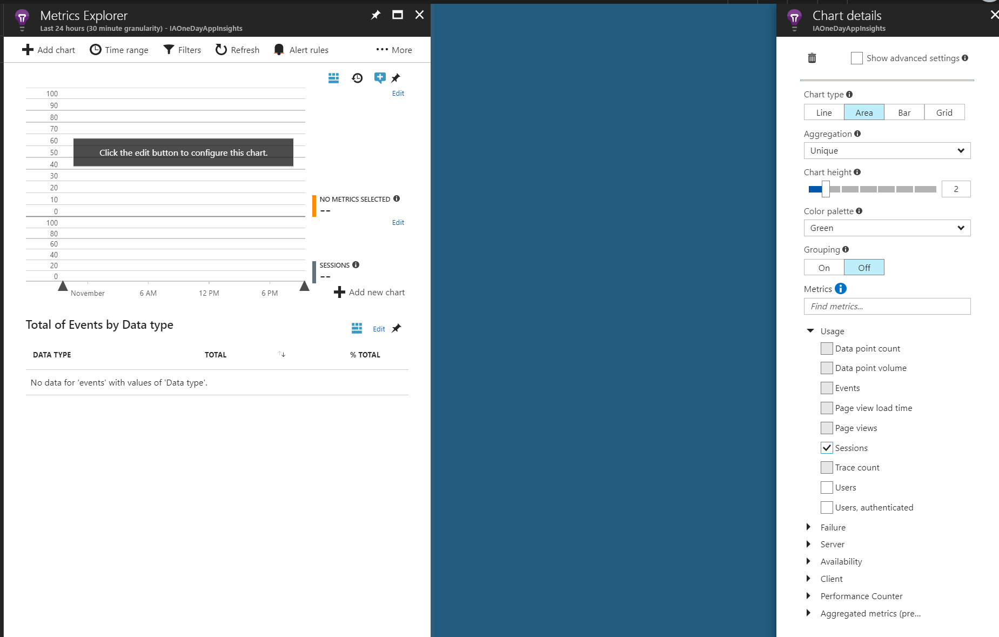 Metrics Explorer
Last 24 hours (30 minute granularity) - IAOneDayAppInsights
Add chart Time range Filters Refresh Alert rules ••• More
Edit
100
90
80
70
60
50
40
30
20
10
0
Click the edit button to configure this chart.
NO METRICS SELECTED
--
Edit
100
80
60
40
20
0
SESSIONS
--
November 6 AM 12 PM 6 PM
Add new chart
Total of Events by Data type
Edit
DATA TYPE TOTAL % TOTAL
No data for 'events' with values of 'Data type'.
Chart details
IAOneDayAppInsights
Show advanced settings
Chart type
Line Area Bar Grid
Aggregation
Unique
Chart height
2
Color palette
Green
Grouping
On Off
Metrics
Find metrics...
Usage
Data point count
Data point volume
Events
Page view load time
Page views
Sessions
Trace count
Users
Users, authenticated
Failure
Server
Availability
Client
Performance Counter
Aggregated metrics (pre...